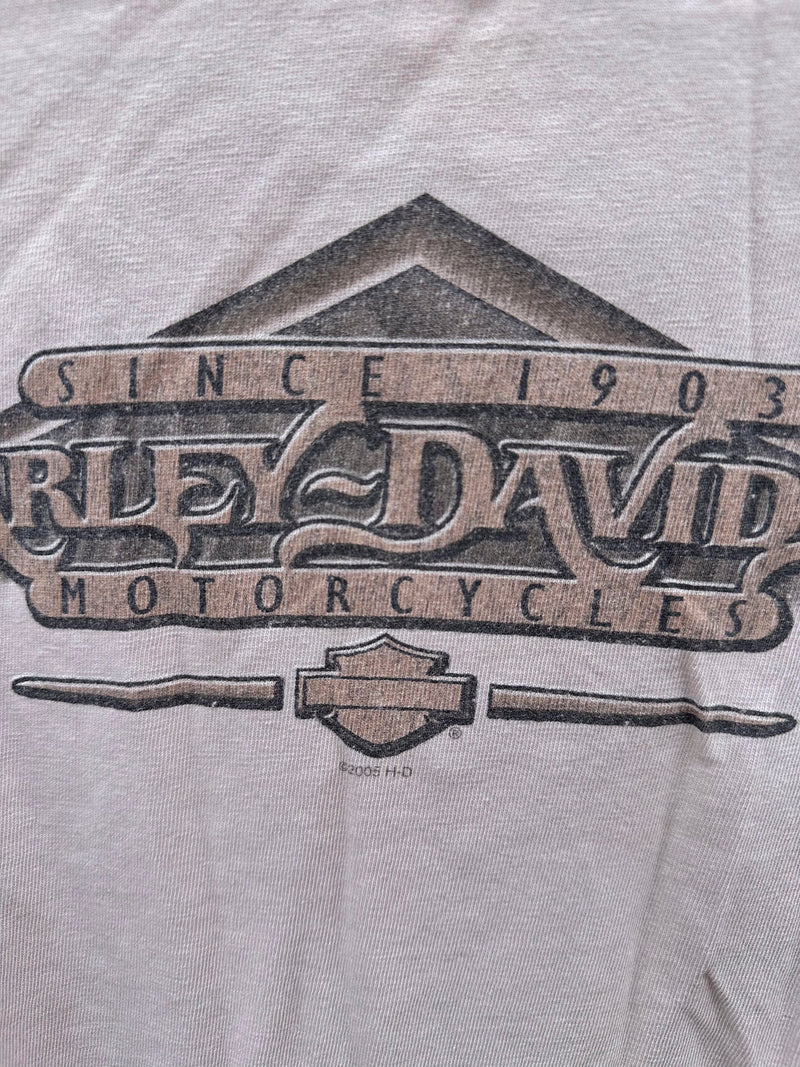 SINCE 1903
RLEY-DAVID
MOTORCYCLES
®
©2005 H-D